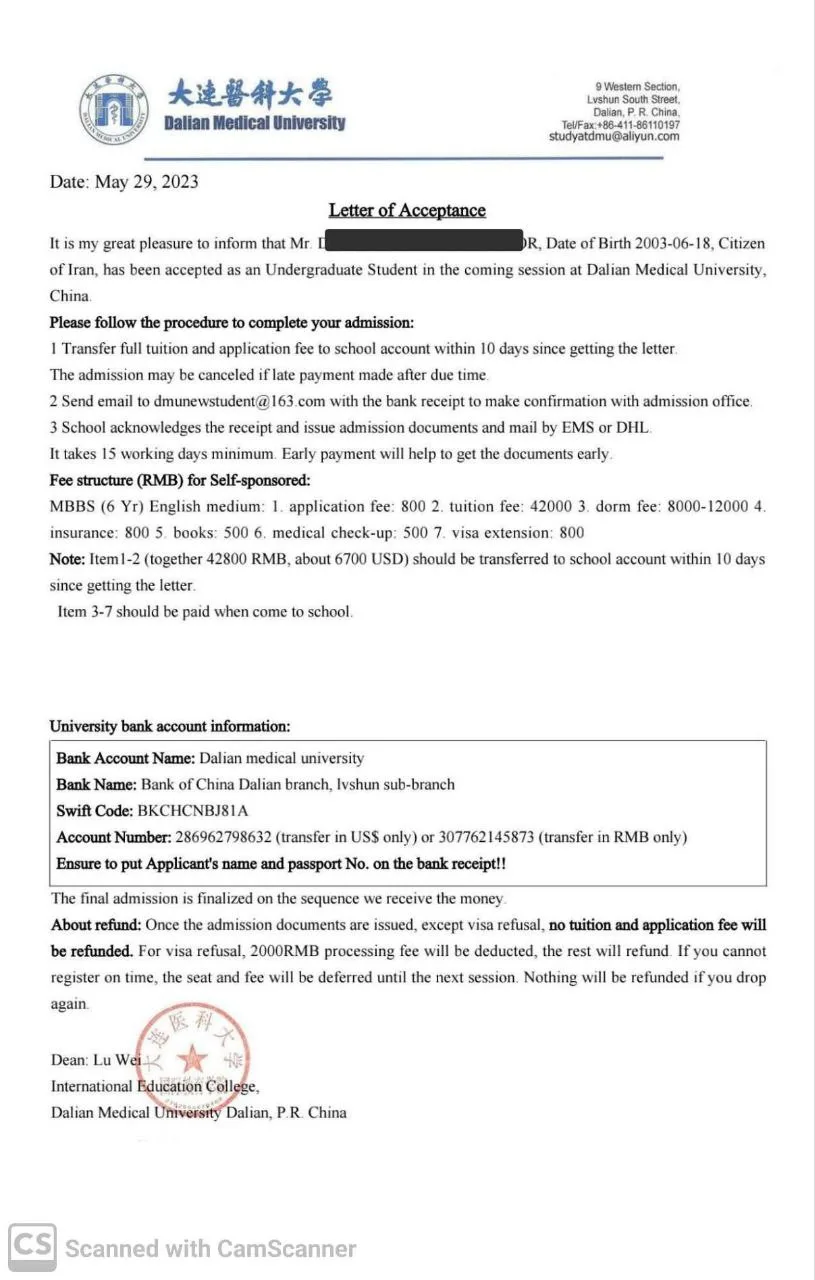 大連醫科大學
Dalian Medical University
9 Western Section,
Lvshun South Street,
Dalian, P. R. China,
Tel/Fax:+86-411-86110197
studyatdmu@aliyun.com
Date: May 29, 2023
Letter of Acceptance
It is my great pleasure to inform that Mr. R, Date of Birth 2003-06-18, Citizen
of Iran, has been accepted as an Undergraduate Student in the coming session at Dalian Medical University,
China.
Please follow the procedure to complete your admission:
1 Transfer full tuition and application fee to school account within 10 days since getting the letter.
The admission may be canceled if late payment made after due time.
2 Send email to dmunewstudent@163.com with the bank receipt to make confirmation with admission office.
3 School acknowledges the receipt and issue admission documents and mail by EMS or DHL.
It takes 15 working days minimum. Early payment will help to get the documents early.
Fee structure (RMB) for Self-sponsored:
MBBS (6 Yr) English medium: 1. application fee: 800 2. tuition fee: 42000 3. dorm fee: 8000-12000 4.
insurance: 800 5. books: 500 6. medical check-up: 500 7. visa extension: 800
Note: Item1-2 (together 42800 RMB, about 6700 USD) should be transferred to school account within 10 days
since getting the letter.
Item 3-7 should be paid when come to school.
University bank account information:
Bank Account Name: Dalian medical university
Bank Name: Bank of China Dalian branch, lvshun sub-branch
Swift Code: BKCHCNBJ81A
Account Number: 286962798632 (transfer in US$ only) or 307762145873 (transfer in RMB only)
Ensure to put Applicant's name and passport No. on the bank receipt!!
The final admission is finalized on the sequence we receive the money.
About refund: Once the admission documents are issued, except visa refusal, no tuition and application fee will
be refunded. For visa refusal, 2000RMB processing fee will be deducted, the rest will refund. If you cannot
register on time, the seat and fee will be deferred until the next session. Nothing will be refunded if you drop
again.
大连医科大学
Dean: Lu Wei
International Education College,
Dalian Medical University Dalian, P.R. China
CS Scanned with CamScanner